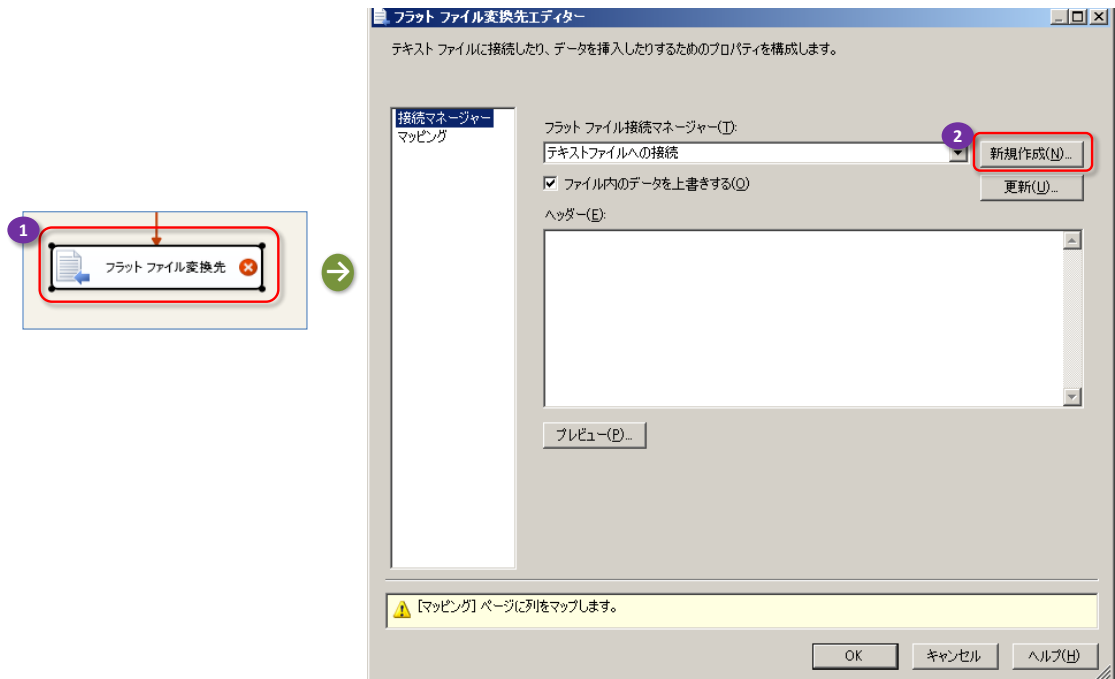 フラット ファイル変換先エディター
テキスト ファイルに接続したり、データを挿入したりするためのプロパティを構成します。
接続マネージャー
マッピング
フラット ファイル接続マネージャー(T):
2
テキストファイルへの接続
新規作成(N)...
ファイル内のデータを上書きする(O)
更新(U)...
ヘッダー(E):
1
フラット ファイル変換先
プレビュー(P)...
[マッピング] ページに列をマップします。
OK
キャンセル
ヘルプ(H)